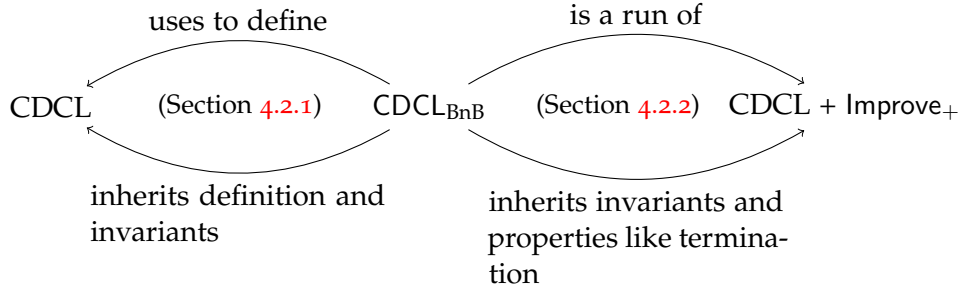 uses to define
is a run of
CDCL (Section 4.2.1) CDCL_BnB (Section 4.2.2) CDCL + Improve_+
inherits definition and
invariants
inherits invariants and
properties like termina-
tion